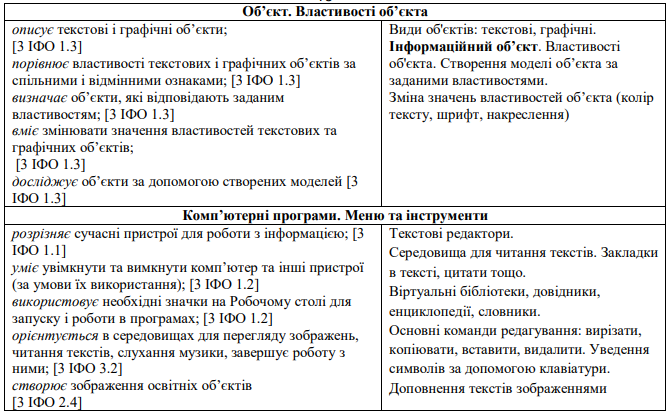 Об’єкт. Властивості об’єкта
описує текстові і графічні об’єкти;
[3 ІФО 1.3]
порівнює властивості текстових і графічних об’єктів за
спільними і відмінними ознаками; [3 ІФО 1.3]
визначає об’єкти, які відповідають заданим
властивостям; [3 ІФО 1.3]
вміє змінювати значення властивостей текстових та
графічних об’єктів;
[3 ІФО 1.3]
досліджує об’єкти за допомогою створених моделей [3
ІФО 1.3]
Види об'єктів: текстові, графічні.
Інформаційний об’єкт. Властивості
об'єкта. Створення моделі об’єкта за
заданими властивостями.
Зміна значень властивостей об’єкта (колір
тексту, шрифт, накреслення)
Комп’ютерні програми. Меню та інструменти
розрізняє сучасні пристрої для роботи з інформацією; [3
ІФО 1.1]
уміє увімкнути та вимкнути комп’ютер та інші пристрої
(за умови їх використання); [3 ІФО 1.2]
використовує необхідні значки на Робочому столі для
запуску і роботи в програмах; [3 ІФО 1.2]
орієнтується в середовищах для перегляду зображень,
читання текстів, слухання музики, завершує роботу з
ними; [3 ІФО 3.2]
створює зображення освітніх об’єктів
[3 ІФО 2.4]
Текстові редактори.
Середовища для читання текстів. Закладки
в тексті, цитати тощо.
Віртуальні бібліотеки, довідники,
енциклопедії, словники.
Основні команди редагування: вирізати,
копіювати, вставити, видалити. Уведення
символів за допомогою клавіатури.
Доповнення текстів зображеннями